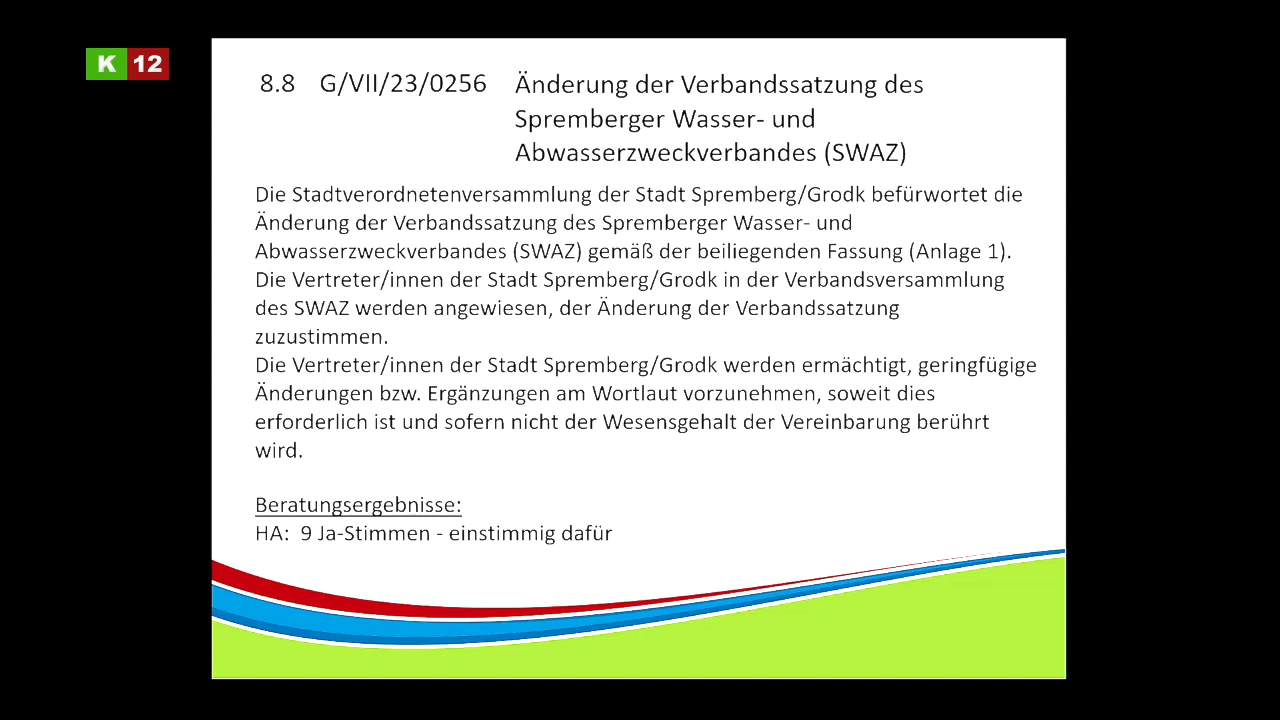 K 12
8.8 G/VII/23/0256 Änderung der Verbandssatzung des
Spremberger Wasser- und
Abwasserzweckverbandes (SWAZ)
Die Stadtverordnetenversammlung der Stadt Spremberg/Grodk befürwortet die
Änderung der Verbandssatzung des Spremberger Wasser- und
Abwasserzweckverbandes (SWAZ) gemäß der beiliegenden Fassung (Anlage 1).
Die Vertreter/innen der Stadt Spremberg/Grodk in der Verbandsversammlung
des SWAZ werden angewiesen, der Änderung der Verbandssatzung
zuzustimmen.
Die Vertreter/innen der Stadt Spremberg/Grodk werden ermächtigt, geringfügige
Änderungen bzw. Ergänzungen am Wortlaut vorzunehmen, soweit dies
erforderlich ist und sofern nicht der Wesensgehalt der Vereinbarung berührt
wird.
Beratungsergebnisse:
HA: 9 Ja-Stimmen - einstimmig dafür